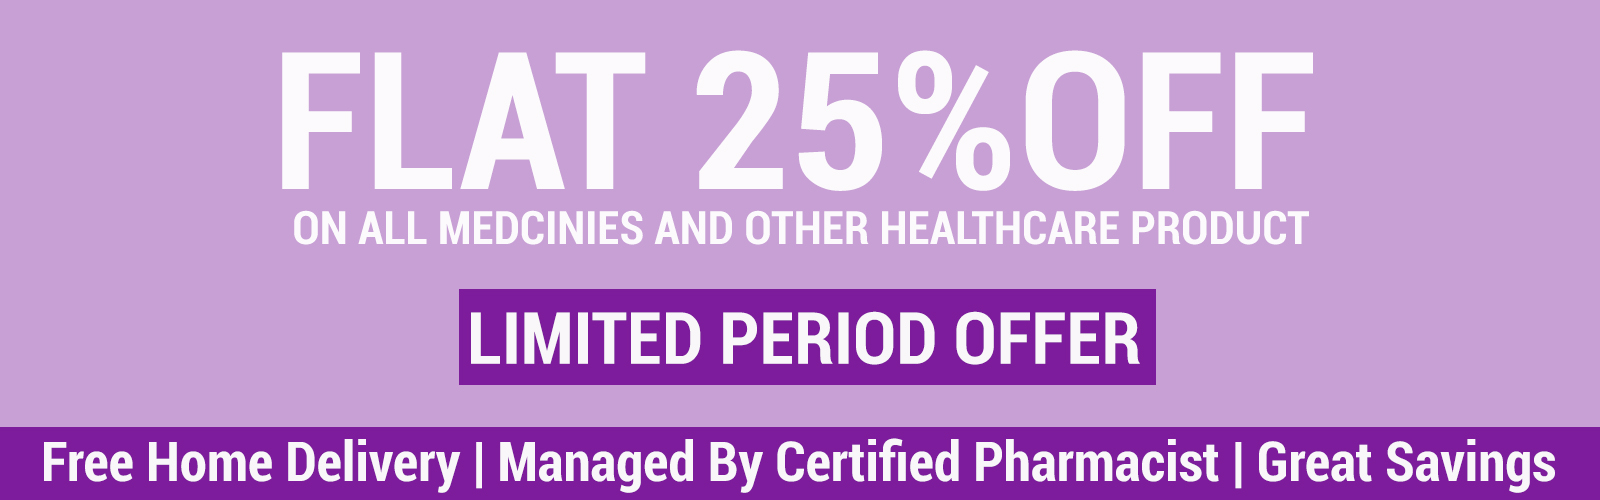 FLAT 25%OFF
ON ALL MEDCINIES AND OTHER HEALTHCARE PRODUCT
LIMITED PERIOD OFFER
Free Home Delivery | Managed By Certified Pharmacist | Great Savings